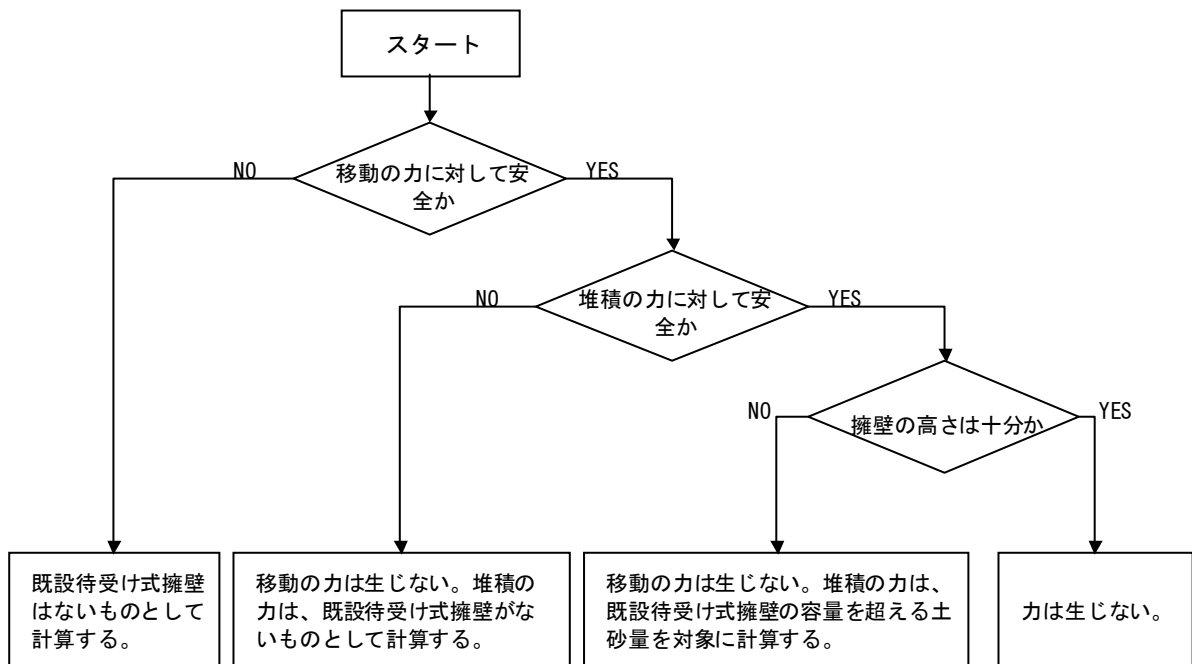 スタート
移動の力に対して安
全か
NO
YES
堆積の力に対して安
全か
NO
YES
擁壁の高さは十分か
NO
YES
既設待受け式擁壁
はないものとして
計算する。
移動の力は生じない。堆積の
力は、既設待受け式擁壁がな
いものとして計算する。
移動の力は生じない。堆積の力は、
既設待受け式擁壁の容量を超える土
砂量を対象に計算する。
力は生じない。